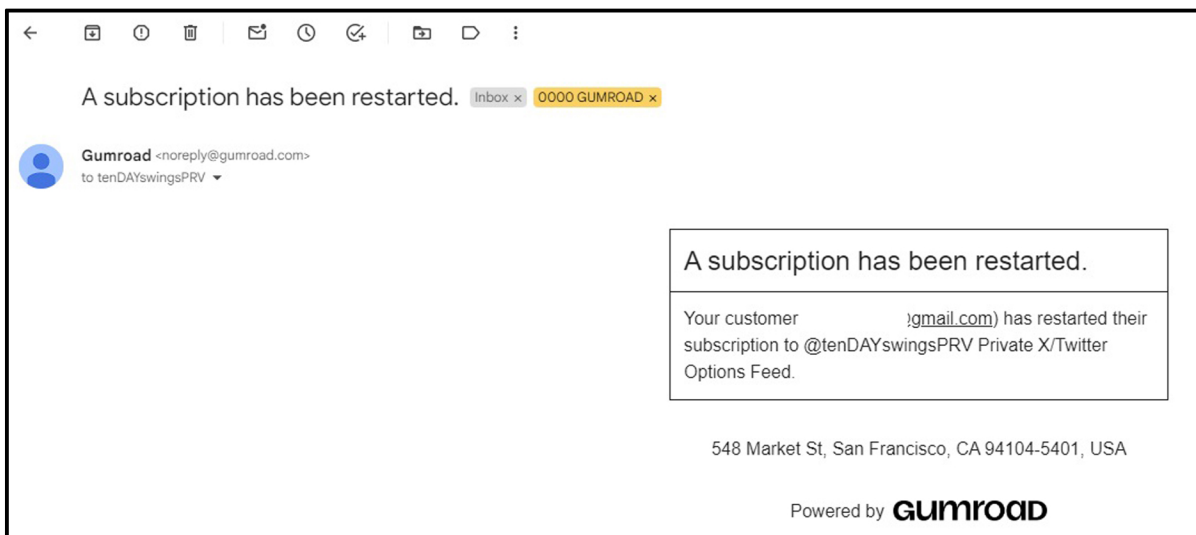 A subscription has been restarted. Inbox × 0000 GUMROAD ×
Gumroad <noreply@gumroad.com>
to tenDAYswingsPRV
A subscription has been restarted.
Your customer gmail.com) has restarted their
subscription to @tenDAYswingsPRV Private X/Twitter
Options Feed.
548 Market St, San Francisco, CA 94104-5401, USA
Powered by GUMROAD